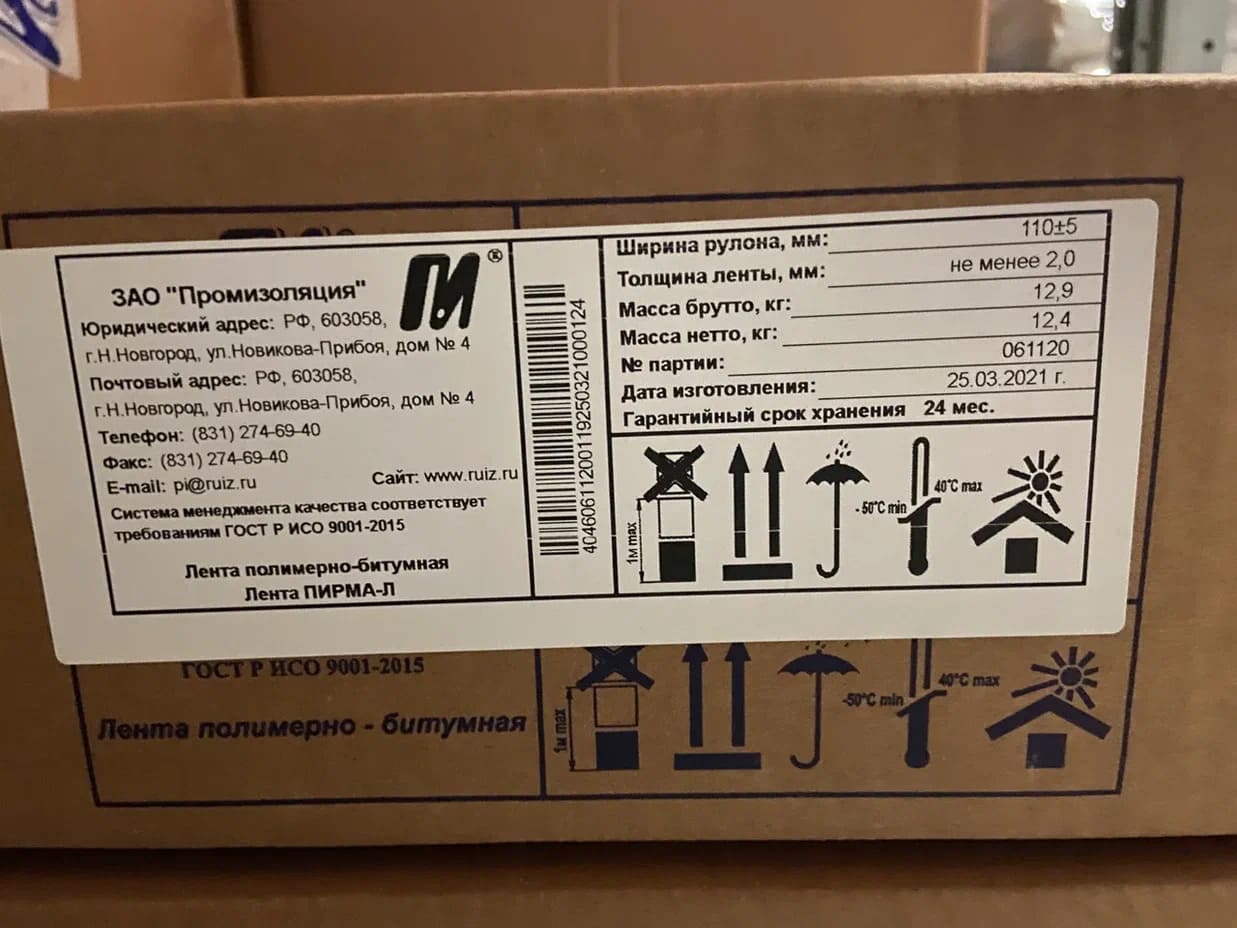 ЗАО "Промизоляция"
ПИ ®
Юридический адрес: РФ, 603058,
г.Н.Новгород, ул.Новикова-Прибоя, дом № 4
Почтовый адрес: РФ, 603058,
г.Н.Новгород, ул.Новикова-Прибоя, дом № 4
Телефон: (831) 274-69-40
Факс: (831) 274-69-40
E-mail: pi@ruiz.ru Сайт: www.ruiz.ru
Система менеджмента качества соответствует
требованиям ГОСТ Р ИСО 9001-2015
Лента полимерно-битумная
Лента ПИРМА-Л
40460611200119250321000124
Ширина рулона, мм: 110±5
Толщина ленты, мм: не менее 2,0
Масса брутто, кг: 12,9
Масса нетто, кг: 12,4
№ партии: 061120
Дата изготовления: 25.03.2021 г.
Гарантийный срок хранения 24 мес.
1м max
- 50°C min
40°C max
ГОСТ Р ИСО 9001-2015
Лента полимерно - битумная
1м max
-50°C min
40°C max